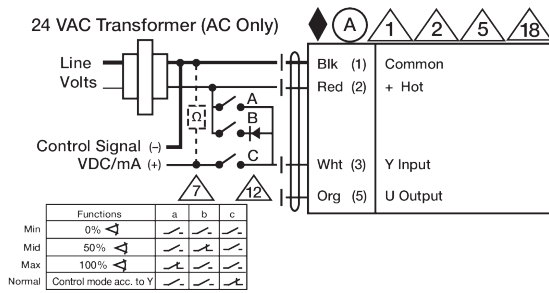 24 VAC Transformer (AC Only)
A 1 2 5 18
Line
Volts
Blk (1) Common
Red (2) + Hot
A
Ω
B
Control Signal (-)
VDC/mA (+)
C
Wht (3) Y Input
7 12
Org (5) U Output
Functions a b c
Min 0%
Mid 50%
Max 100%
Normal Control mode acc. to Y